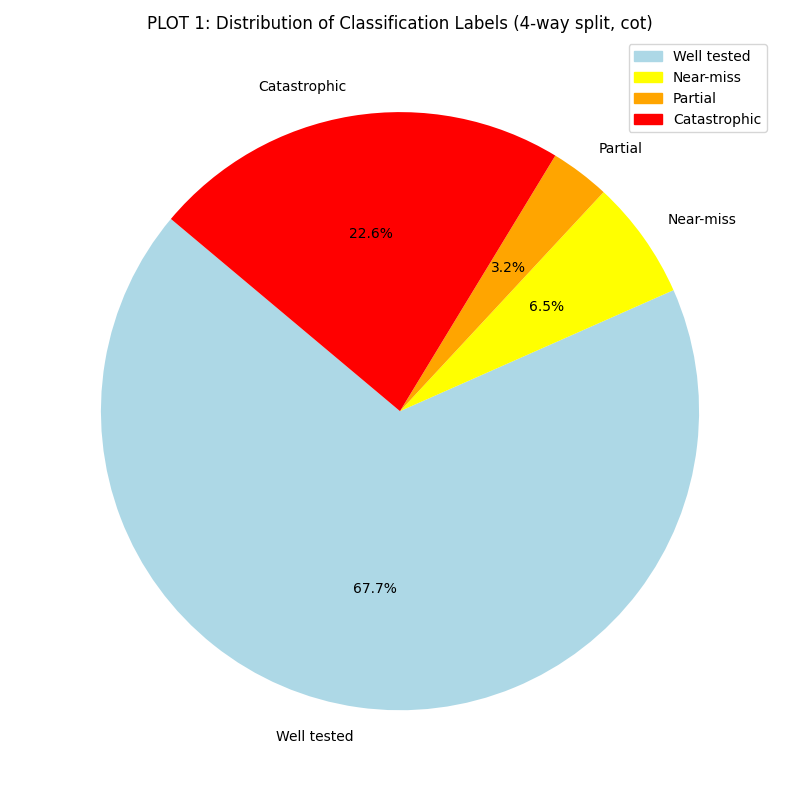 PLOT 1: Distribution of Classification Labels (4-way split, cot)
Well tested
Near-miss
Partial
Catastrophic
Catastrophic
Partial
Near-miss
22.6%
3.2%
6.5%
67.7%
Well tested